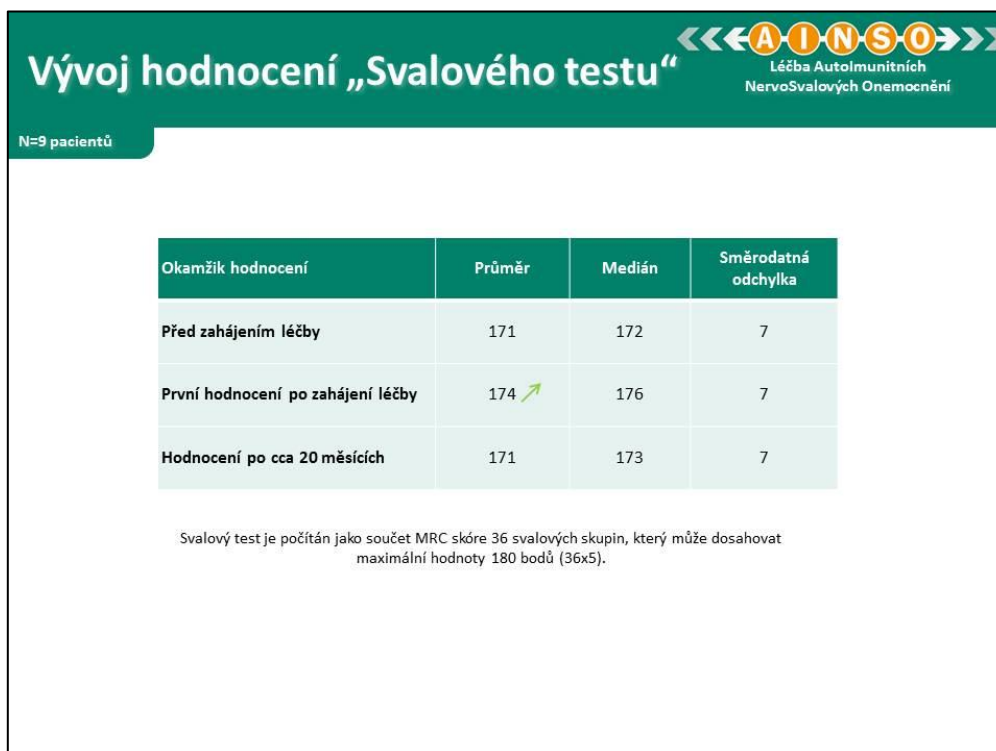 Vývoj hodnocení „Svalového testu“
A-I-N-S-O
Léčba AutoImunitních
NervoSvalových Onemocnění
N=9 pacientů
Okamžik hodnocení Průměr Medián Směrodatná odchylka
Před zahájením léčby 171 172 7
První hodnocení po zahájení léčby 174 176 7
Hodnocení po cca 20 měsících 171 173 7
Svalový test je počítán jako součet MRC skóre 36 svalových skupin, který může dosahovat
maximální hodnoty 180 bodů (36x5).